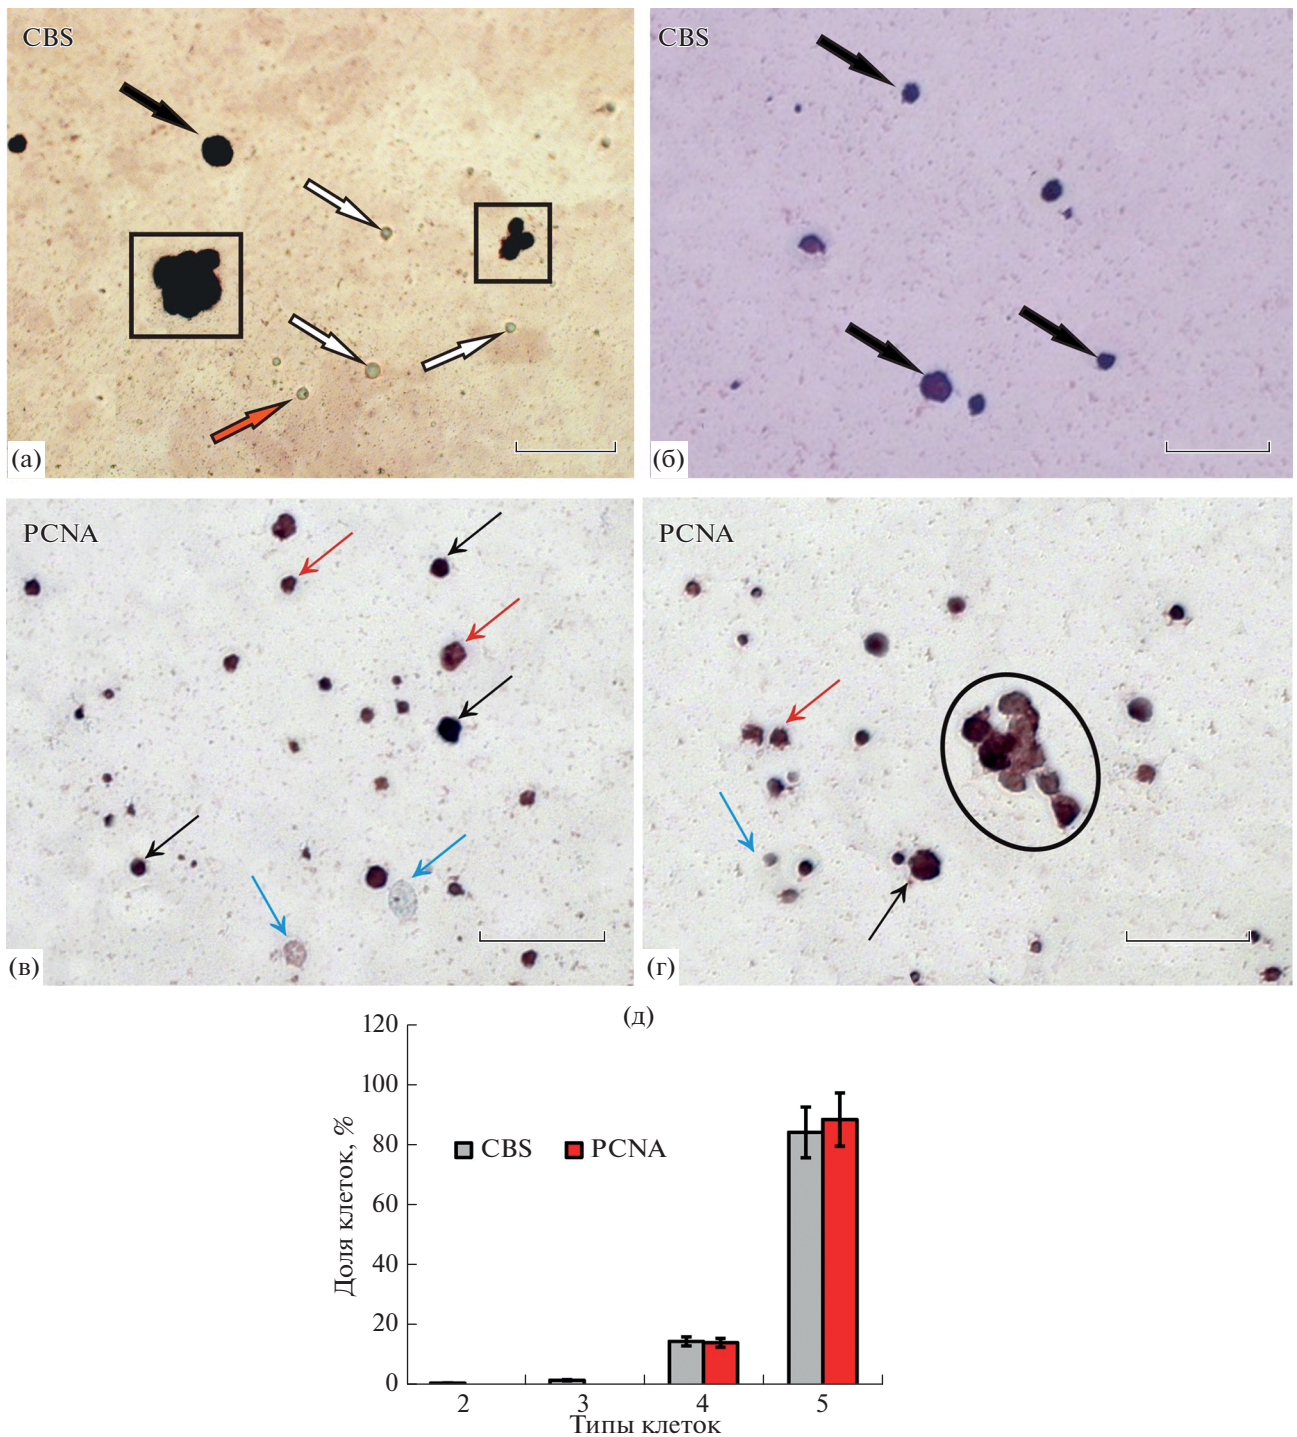 CBS
(а)
CBS
(б)
PCNA
(в)
PCNA
(г)
(д)
120
100
80
60
40
20
0
Доля клеток, %
CBS
PCNA
2 3 4 5
Типы клеток